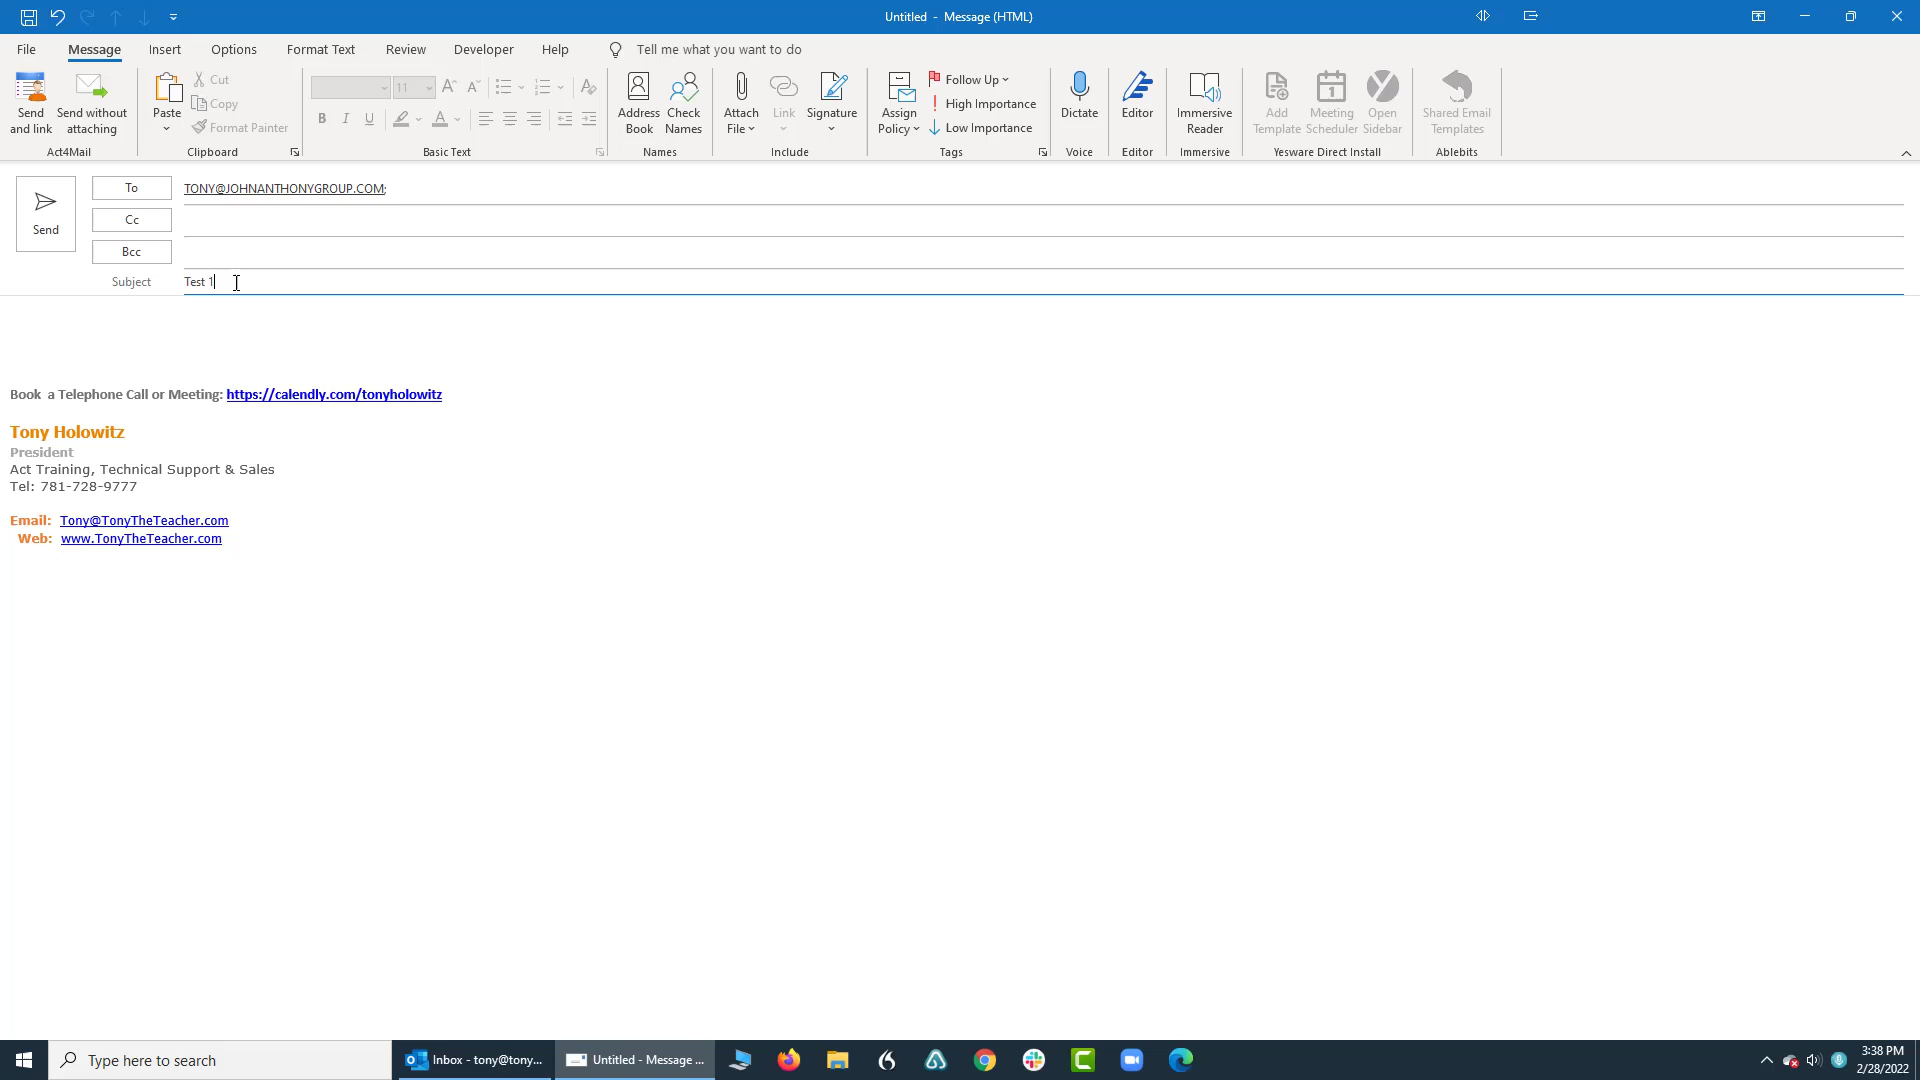 Untitled - Message (HTML)
File Message Insert Options Format Text Review Developer Help Tell me what you want to do
Send and link
Send without attaching
Act4Mail
Paste
Cut
Copy
Format Painter
Clipboard
11
B I U A
Basic Text
Address Book
Check Names
Names
Attach File
Link
Signature
Include
Assign Policy
Follow Up
High Importance
Low Importance
Tags
Dictate
Voice
Editor
Editor
Immersive Reader
Immersive
Add Template
Meeting Scheduler
Open Sidebar
Yesware Direct Install
Shared Email Templates
Ablebits
Send
To TONY@JOHNANTHONYGROUP.COM;
Cc
Bcc
Subject Test 1
Book a Telephone Call or Meeting: https://calendly.com/tonyholowitz
Tony Holowitz
President
Act Training, Technical Support & Sales
Tel: 781-728-9777
Email: Tony@TonyTheTeacher.com
Web: www.TonyTheTeacher.com
Type here to search
Inbox - tony@tony...
Untitled - Message ...
3:38 PM
2/28/2022